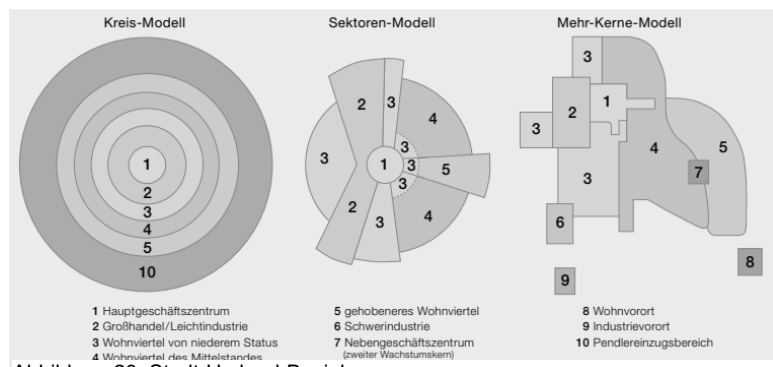 Kreis-Modell
1
2
3
4
5
10
Sektoren-Modell
2
3
4
3
3
1
3
5
3
2
3
4
Mehr-Kerne-Modell
3
1
2
3
4
5
3
7
6
8
9
1 Hauptgeschäftszentrum
2 Großhandel/Leichtindustrie
3 Wohnviertel von niederem Status
4 Wohnviertel des Mittelstandes
5 gehobeneres Wohnviertel
6 Schwerindustrie
7 Nebengeschäftszentrum
(zweiter Wachstumskern)
8 Wohnvorort
9 Industrievorort
10 Pendlereinzugsbereich